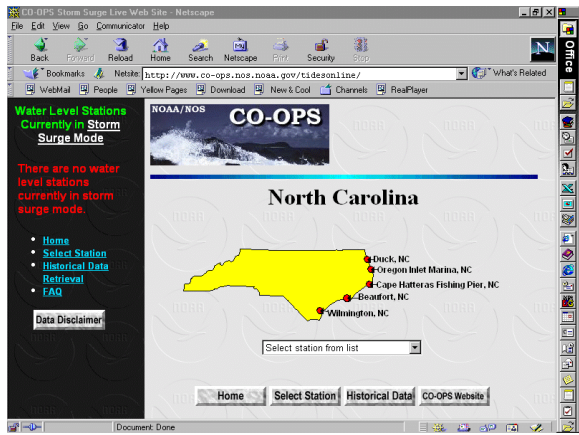 CO-OPS Storm Surge Live Web Site - Netscape
File Edit View Go Communicator Help
Back Forward Reload Home Search Netscape Print Security Stop
N
Bookmarks Netsite: http://www.co-ops.nos.noaa.gov/tidesonline/ What's Related
WebMail People Yellow Pages Download New & Cool Channels RealPlayer
Office
Water Level Stations
Currently in Storm
Surge Mode
There are no water
level stations
currently in storm
surge mode.
Home
Select Station
Historical Data
Retrieval
FAQ
Data Disclaimer
NOAA/NOS
CO-OPS
North Carolina
Duck, NC
Oregon Inlet Marina, NC
Cape Hatteras Fishing Pier, NC
Beaufort, NC
Wilmington, NC
Select station from list
Home Select Station Historical Data CO-OPS Website
Document: Done